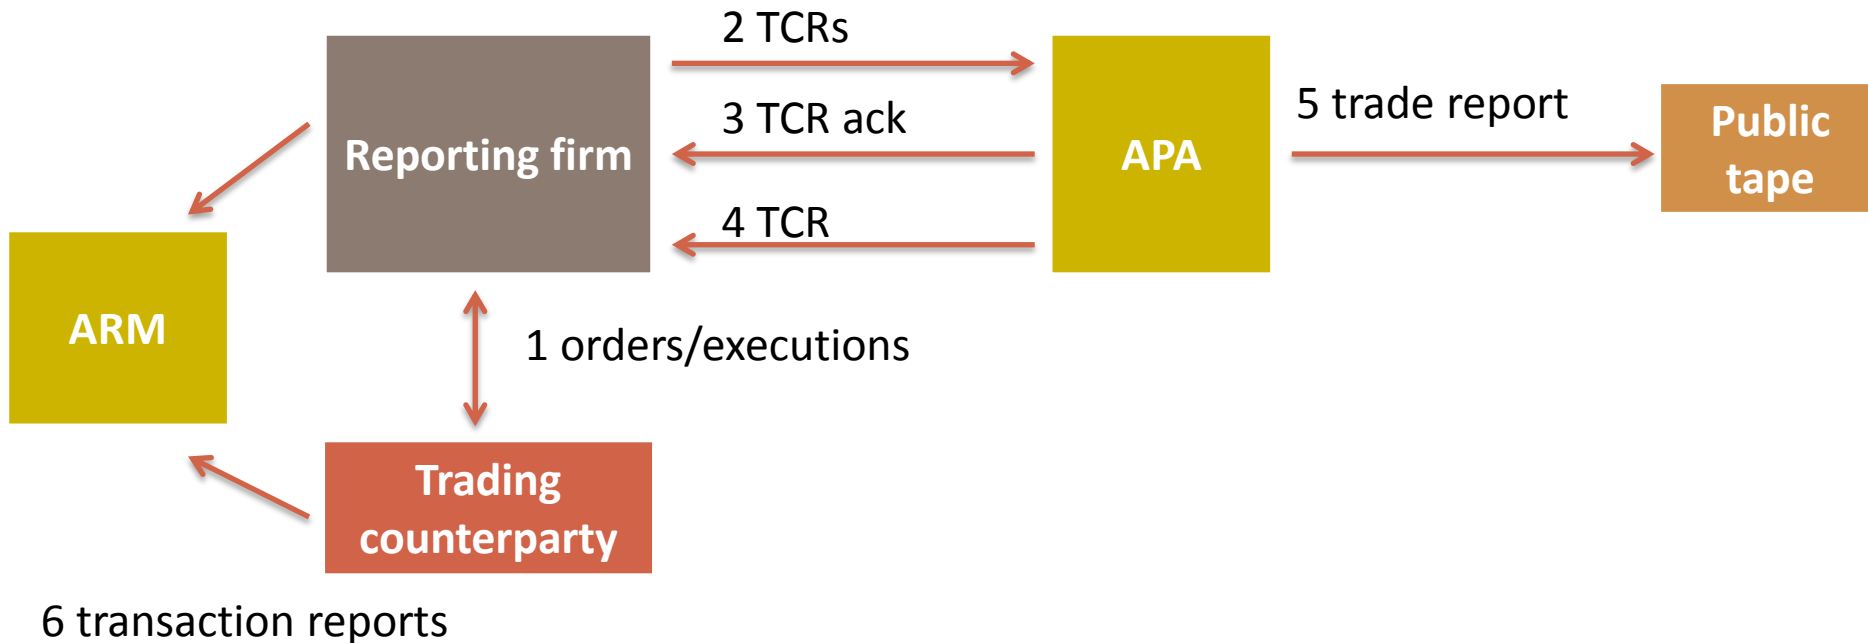 2 TCRs
Reporting firm
3 TCR ack
APA
5 trade report
Public
tape
4 TCR
ARM
1 orders/executions
Trading
counterparty
6 transaction reports